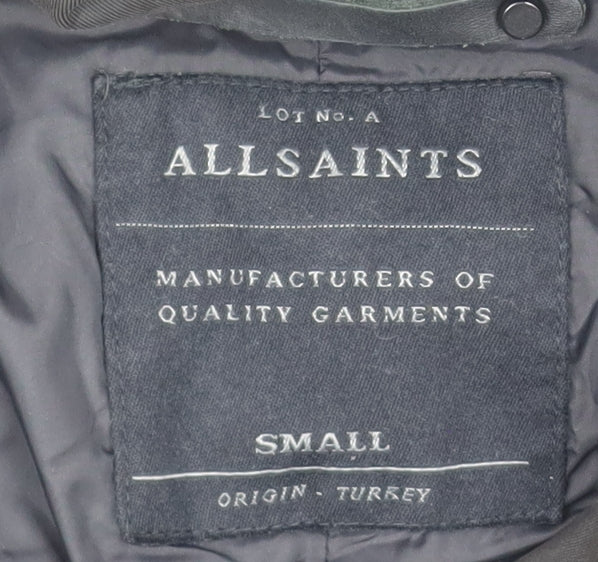 LOT No. A
ALLSAINTS
MANUFACTURERS OF
QUALITY GARMENTS
SMALL
ORIGIN - TURKEY